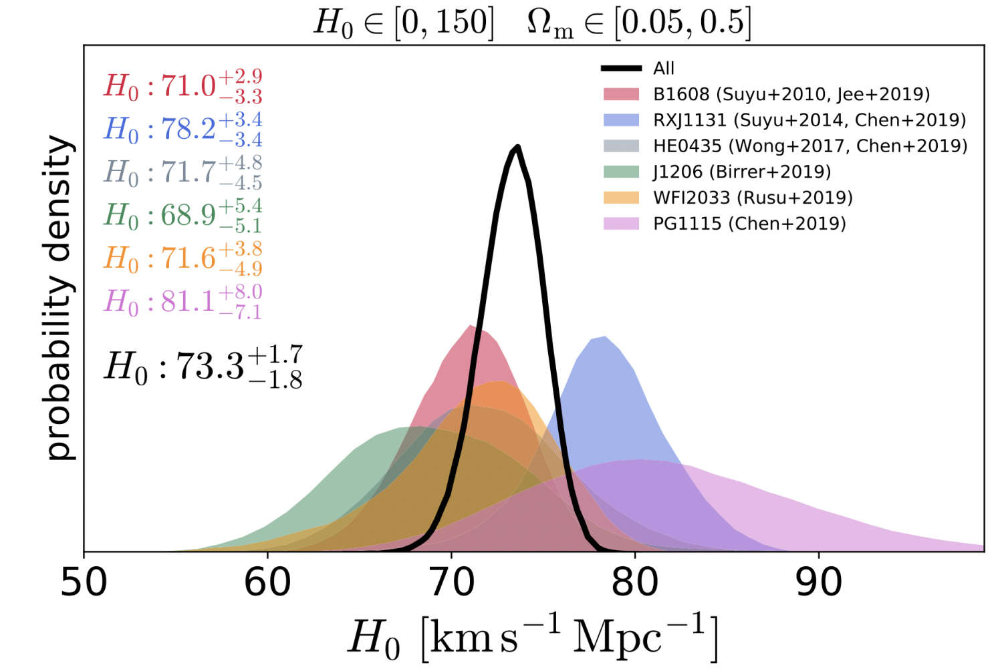 H₀ ∈ [0, 150]   Ωₘ ∈ [0.05, 0.5]
H₀ : 71.0 +2.9 −3.3
H₀ : 78.2 +3.4 −3.4
H₀ : 71.7 +4.8 −4.5
H₀ : 68.9 +5.4 −5.1
H₀ : 71.6 +3.8 −4.9
H₀ : 81.1 +8.0 −7.1
H₀ : 73.3 +1.7 −1.8
All
B1608 (Suyu+2010, Jee+2019)
RXJ1131 (Suyu+2014, Chen+2019)
HE0435 (Wong+2017, Chen+2019)
J1206 (Birrer+2019)
WFI2033 (Rusu+2019)
PG1115 (Chen+2019)
probability density
50 60 70 80 90
H₀ [km s⁻¹ Mpc⁻¹]